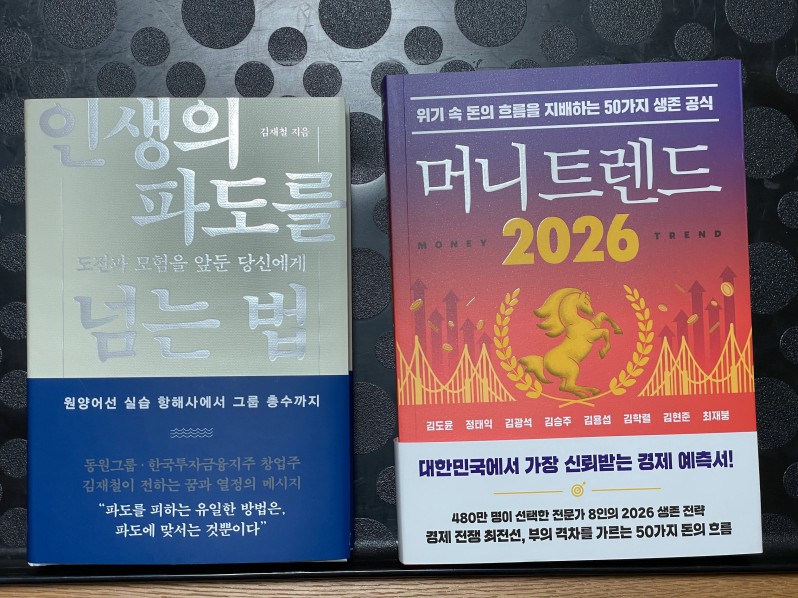 인생의
김재철 지음
파도를
도전과 모험을 앞둔 당신에게
넘는 법
원양어선 실습 항해사에서 그룹 총수까지
동원그룹·한국투자금융지주 창업주
김재철이 전하는 꿈과 열정의 메시지
“파도를 피하는 유일한 방법은,
파도에 맞서는 것뿐이다”
위기 속 돈의 흐름을 지배하는 50가지 생존 공식
머니 트렌드
MONEY 2026 TREND
김도윤 정태익 김광석 김승주 김용섭 김학렬 김현준 최재붕
대한민국에서 가장 신뢰받는 경제 예측서!
480만 명이 선택한 전문가 8인의 2026 생존 전략
경제 전쟁 최전선, 부의 격차를 가르는 50가지 돈의 흐름